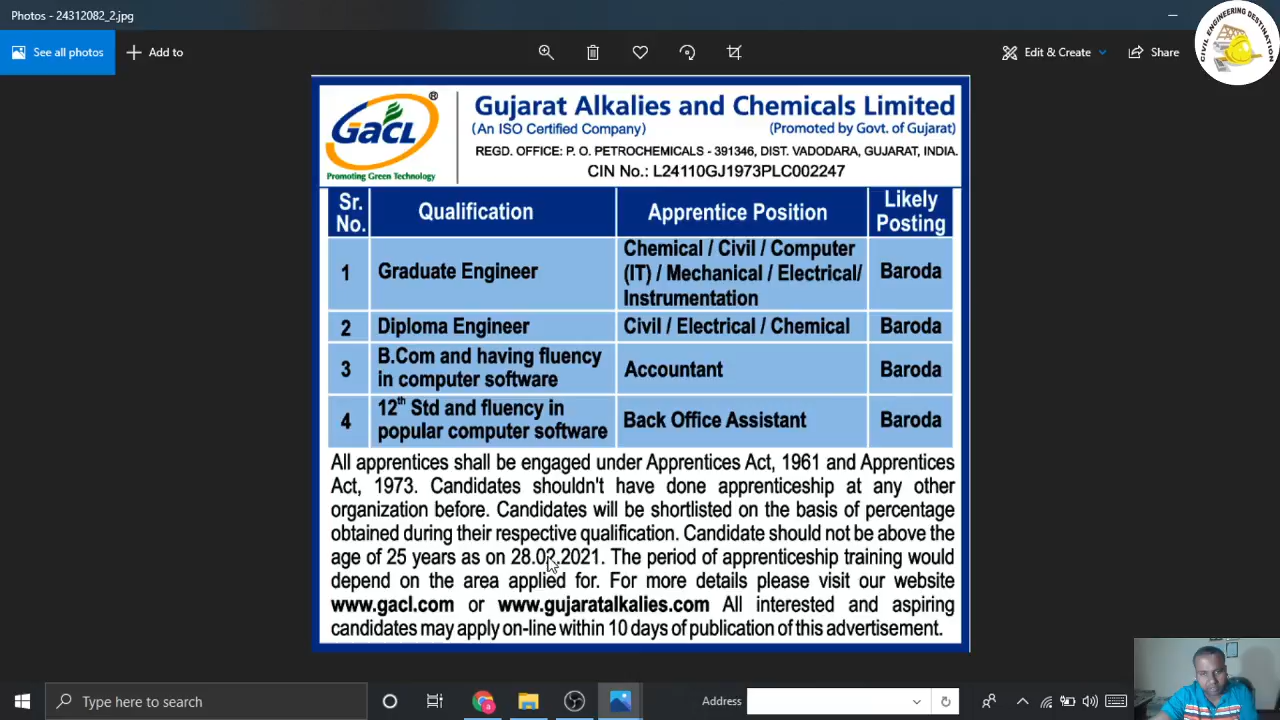 Photos - 24312082_2.jpg
See all photos
Add to
Edit & Create
Share
CIVIL ENGINEERING DESTINATION
GACL ®
Promoting Green Technology
Gujarat Alkalies and Chemicals Limited
(An ISO Certified Company) (Promoted by Govt. of Gujarat)
REGD. OFFICE: P. O. PETROCHEMICALS - 391346, DIST. VADODARA, GUJARAT, INDIA.
CIN No.: L24110GJ1973PLC002247
Sr. No. Qualification Apprentice Position Likely Posting
1 Graduate Engineer Chemical / Civil / Computer (IT) / Mechanical / Electrical/ Instrumentation Baroda
2 Diploma Engineer Civil / Electrical / Chemical Baroda
3 B.Com and having fluency in computer software Accountant Baroda
4 12th Std and fluency in popular computer software Back Office Assistant Baroda
All apprentices shall be engaged under Apprentices Act, 1961 and Apprentices
Act, 1973. Candidates shouldn't have done apprenticeship at any other
organization before. Candidates will be shortlisted on the basis of percentage
obtained during their respective qualification. Candidate should not be above the
age of 25 years as on 28.02.2021. The period of apprenticeship training would
depend on the area applied for. For more details please visit our website
www.gacl.com or www.gujaratalkalies.com All interested and aspiring
candidates may apply on-line within 10 days of publication of this advertisement.
Type here to search
Address